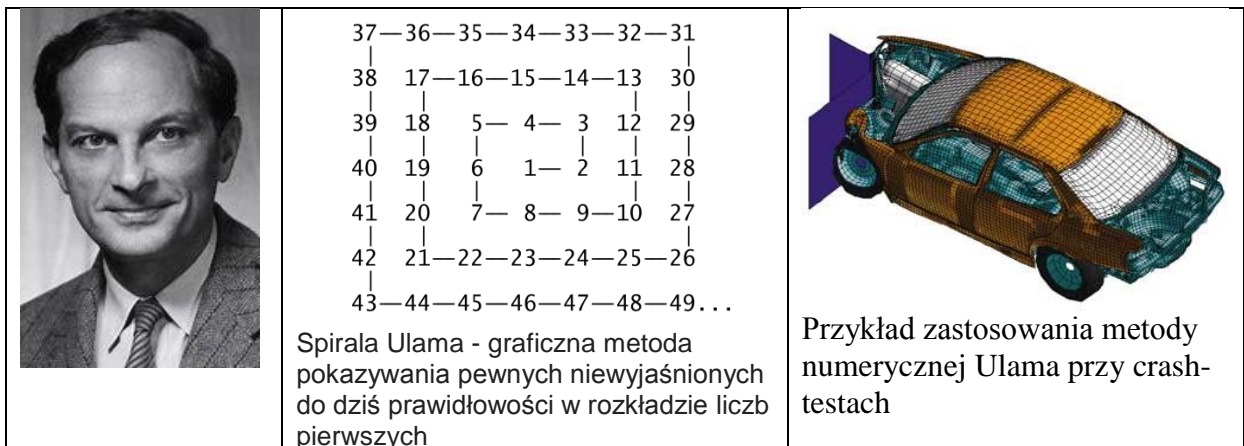 37—36—35—34—33—32—31
38 17—16—15—14—13 30
39 18 5— 4— 3 12 29
40 19 6 1— 2 11 28
41 20 7— 8— 9—10 27
42 21—22—23—24—25—26
43—44—45—46—47—48—49...
Spirala Ulama - graficzna metoda
pokazywania pewnych niewyjaśnionych
do dziś prawidłowości w rozkładzie liczb
pierwszych
Przykład zastosowania metody
numerycznej Ulama przy crash-
testach